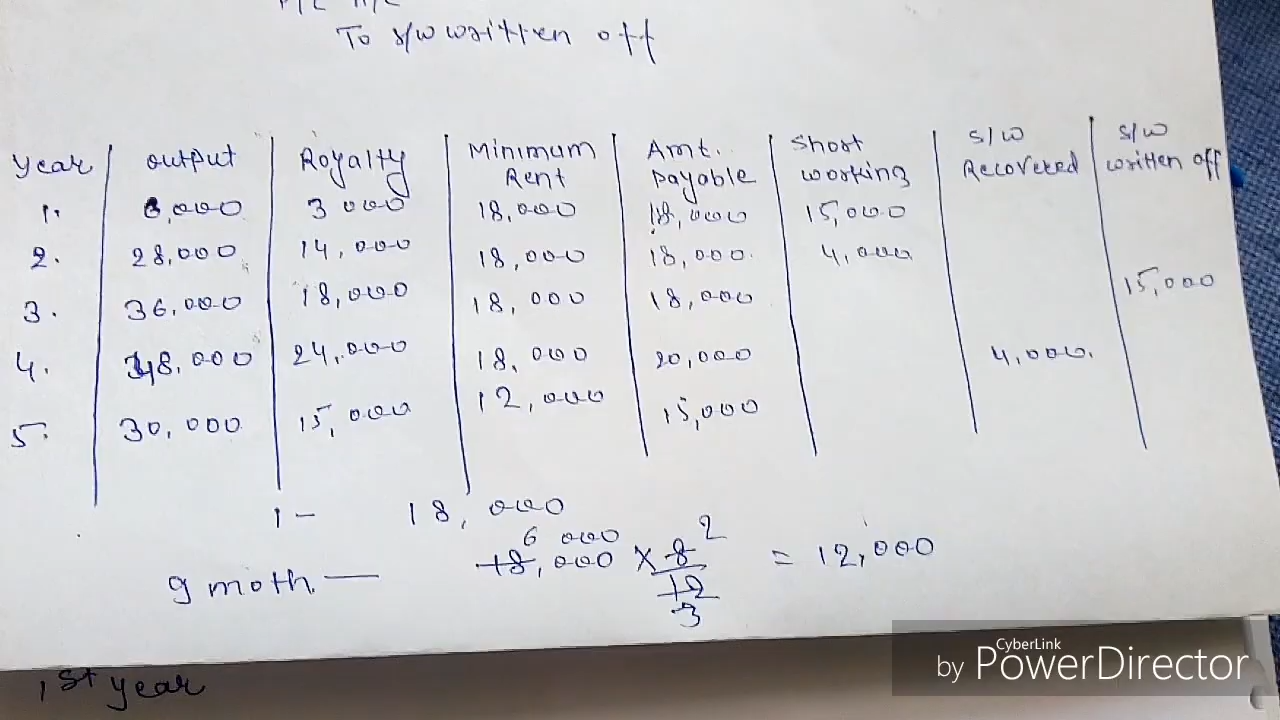 To s/w written off
Year output Royalty Minimum Rent Amt. payable Short working s/w Recovered s/w written off
1. 6,000 3000 18,000 18,000 15,000
2. 28,000 14,000 18,000 18,000. 4,000
3. 36,000 18,000 18,000 18,000 15,000
4. 48,000 24,000 18,000 20,000 4,000.
5. 30,000 15,000 12,000 15,000
1 - 18,000
6 000 2
9 moth. — 18,000 × 8 = 12,000
12
3
1st year
CyberLink
by PowerDirector